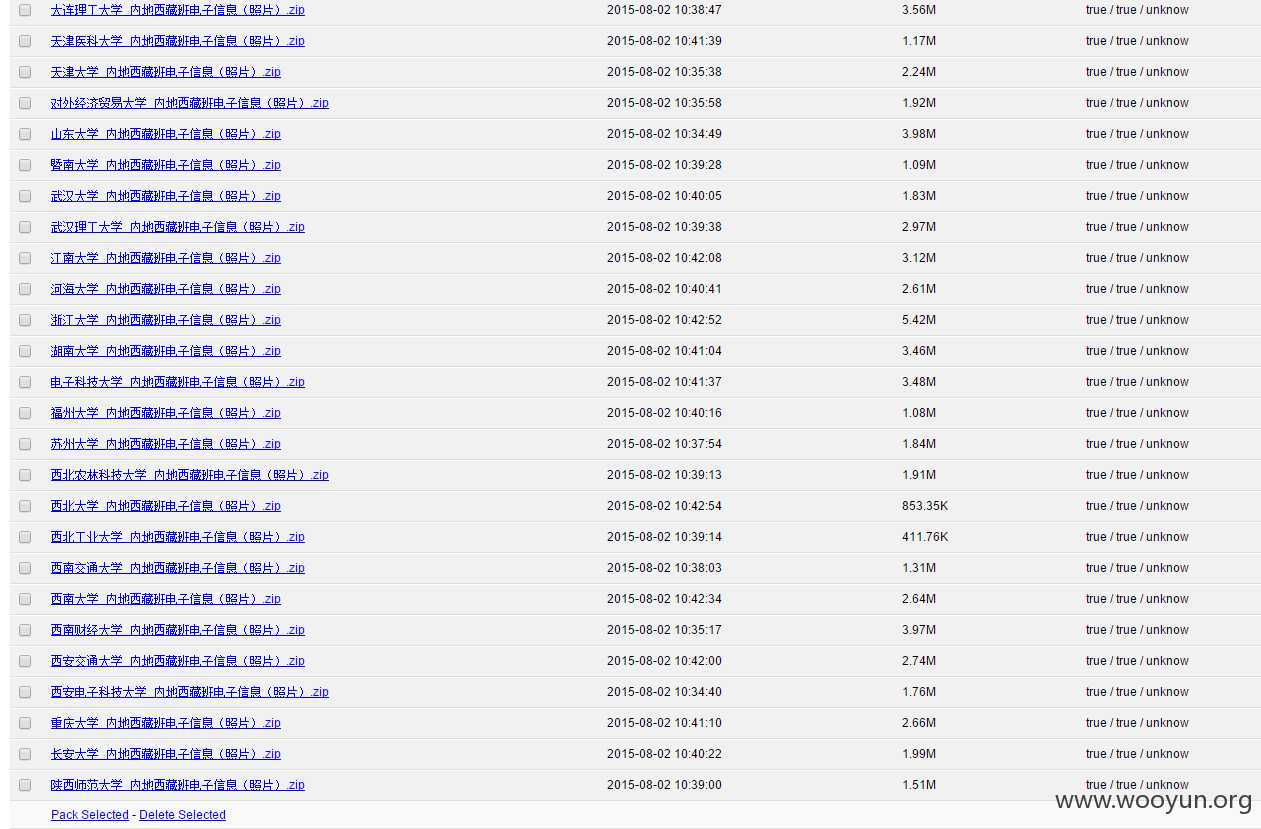 大连理工大学_内地西藏班电子信息（照片）.zip 2015-08-02 10:38:47 3.56M true / true / unknow
天津医科大学_内地西藏班电子信息（照片）.zip 2015-08-02 10:41:39 1.17M true / true / unknow
天津大学_内地西藏班电子信息（照片）.zip 2015-08-02 10:35:38 2.24M true / true / unknow
对外经济贸易大学_内地西藏班电子信息（照片）.zip 2015-08-02 10:35:58 1.92M true / true / unknow
山东大学_内地西藏班电子信息（照片）.zip 2015-08-02 10:34:49 3.98M true / true / unknow
暨南大学_内地西藏班电子信息（照片）.zip 2015-08-02 10:39:28 1.09M true / true / unknow
武汉大学_内地西藏班电子信息（照片）.zip 2015-08-02 10:40:05 1.83M true / true / unknow
武汉理工大学_内地西藏班电子信息（照片）.zip 2015-08-02 10:39:38 2.97M true / true / unknow
江南大学_内地西藏班电子信息（照片）.zip 2015-08-02 10:42:08 3.12M true / true / unknow
河海大学_内地西藏班电子信息（照片）.zip 2015-08-02 10:40:41 2.61M true / true / unknow
浙江大学_内地西藏班电子信息（照片）.zip 2015-08-02 10:42:52 5.42M true / true / unknow
湖南大学_内地西藏班电子信息（照片）.zip 2015-08-02 10:41:04 3.46M true / true / unknow
电子科技大学_内地西藏班电子信息（照片）.zip 2015-08-02 10:41:37 3.48M true / true / unknow
福州大学_内地西藏班电子信息（照片）.zip 2015-08-02 10:40:16 1.08M true / true / unknow
苏州大学_内地西藏班电子信息（照片）.zip 2015-08-02 10:37:54 1.84M true / true / unknow
西北农林科技大学_内地西藏班电子信息（照片）.zip 2015-08-02 10:39:13 1.91M true / true / unknow
西北大学_内地西藏班电子信息（照片）.zip 2015-08-02 10:42:54 853.35K true / true / unknow
西北工业大学_内地西藏班电子信息（照片）.zip 2015-08-02 10:39:14 411.76K true / true / unknow
西南交通大学_内地西藏班电子信息（照片）.zip 2015-08-02 10:38:03 1.31M true / true / unknow
西南大学_内地西藏班电子信息（照片）.zip 2015-08-02 10:42:34 2.64M true / true / unknow
西南财经大学_内地西藏班电子信息（照片）.zip 2015-08-02 10:35:17 3.97M true / true / unknow
西安交通大学_内地西藏班电子信息（照片）.zip 2015-08-02 10:42:00 2.74M true / true / unknow
西安电子科技大学_内地西藏班电子信息（照片）.zip 2015-08-02 10:34:40 1.76M true / true / unknow
重庆大学_内地西藏班电子信息（照片）.zip 2015-08-02 10:41:10 2.66M true / true / unknow
长安大学_内地西藏班电子信息（照片）.zip 2015-08-02 10:40:22 1.99M true / true / unknow
陕西师范大学_内地西藏班电子信息（照片）.zip 2015-08-02 10:39:00 1.51M true / true / unknow
www.wooyun.org
Pack Selected - Delete Selected